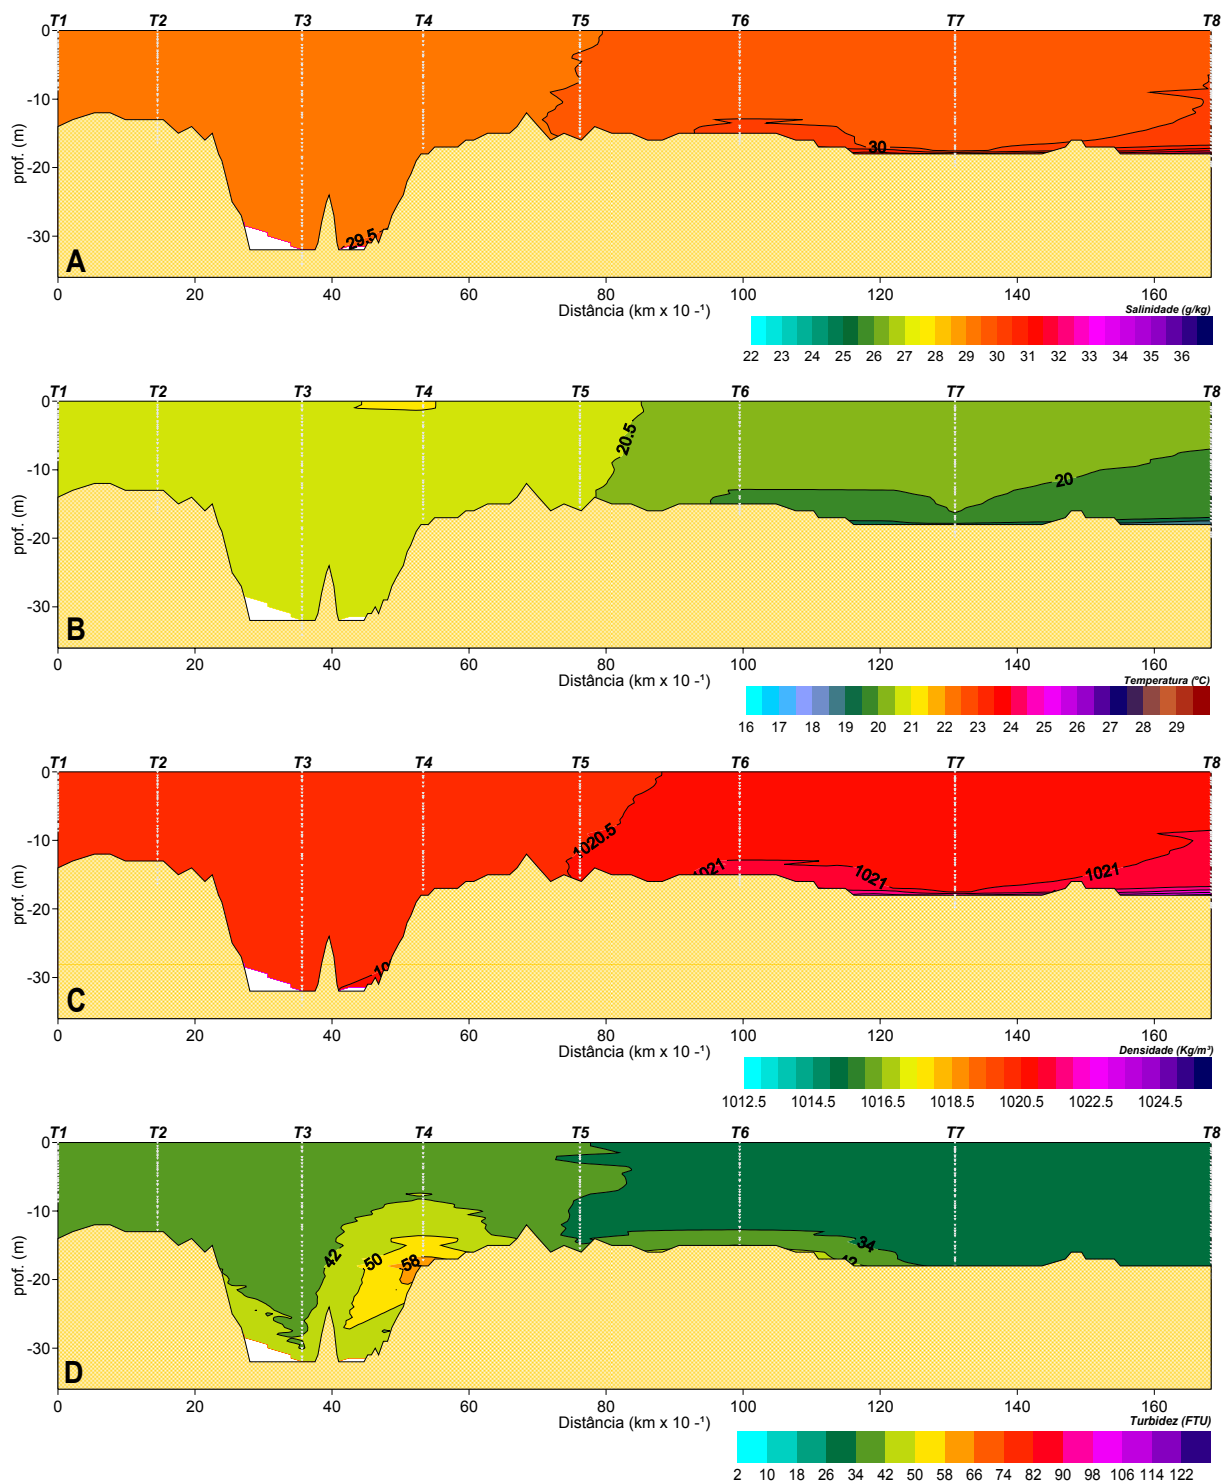 T1 T2 T3 T4 T5 T6 T7 T8
0
-10
-20
-30
prof. (m)
30
29.5
A
0 20 40 60 80 100 120 140 160
Distância (km x 10 -¹)
Salinidade (g/kg)
22 23 24 25 26 27 28 29 30 31 32 33 34 35 36
T1 T2 T3 T4 T5 T6 T7 T8
0
-10
-20
-30
prof. (m)
20.5
20
B
0 20 40 60 80 100 120 140 160
Distância (km x 10 -¹)
Temperatura (ºC)
16 17 18 19 20 21 22 23 24 25 26 27 28 29
T1 T2 T3 T4 T5 T6 T7 T8
0
-10
-20
-30
prof. (m)
1020.5
1021
1021
1021
10
C
0 20 40 60 80 100 120 140 160
Distância (km x 10 -¹)
Densidade (Kg/m³)
1012.5 1014.5 1016.5 1018.5 1020.5 1022.5 1024.5
T1 T2 T3 T4 T5 T6 T7 T8
0
-10
-20
-30
prof. (m)
42
50
58
34
D
0 20 40 60 80 100 120 140 160
Distância (km x 10 -¹)
Turbidez (FTU)
2 10 18 26 34 42 50 58 66 74 82 90 98 106 114 122